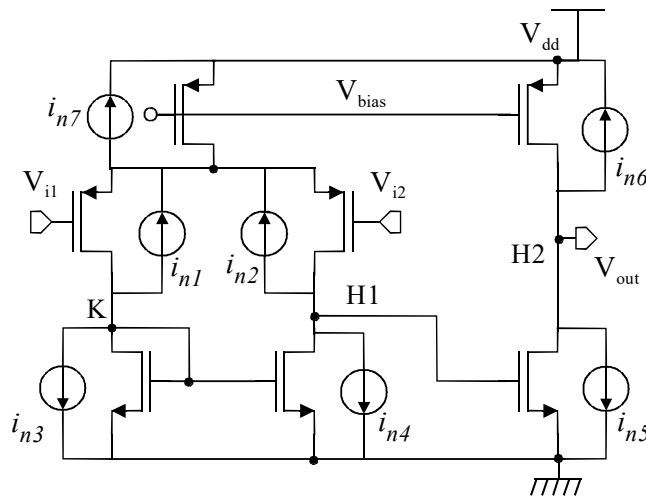 V_dd
i_n7
V_bias
V_i1
V_i2
i_n6
i_n1
i_n2
H2
V_out
K
H1
i_n3
i_n4
i_n5